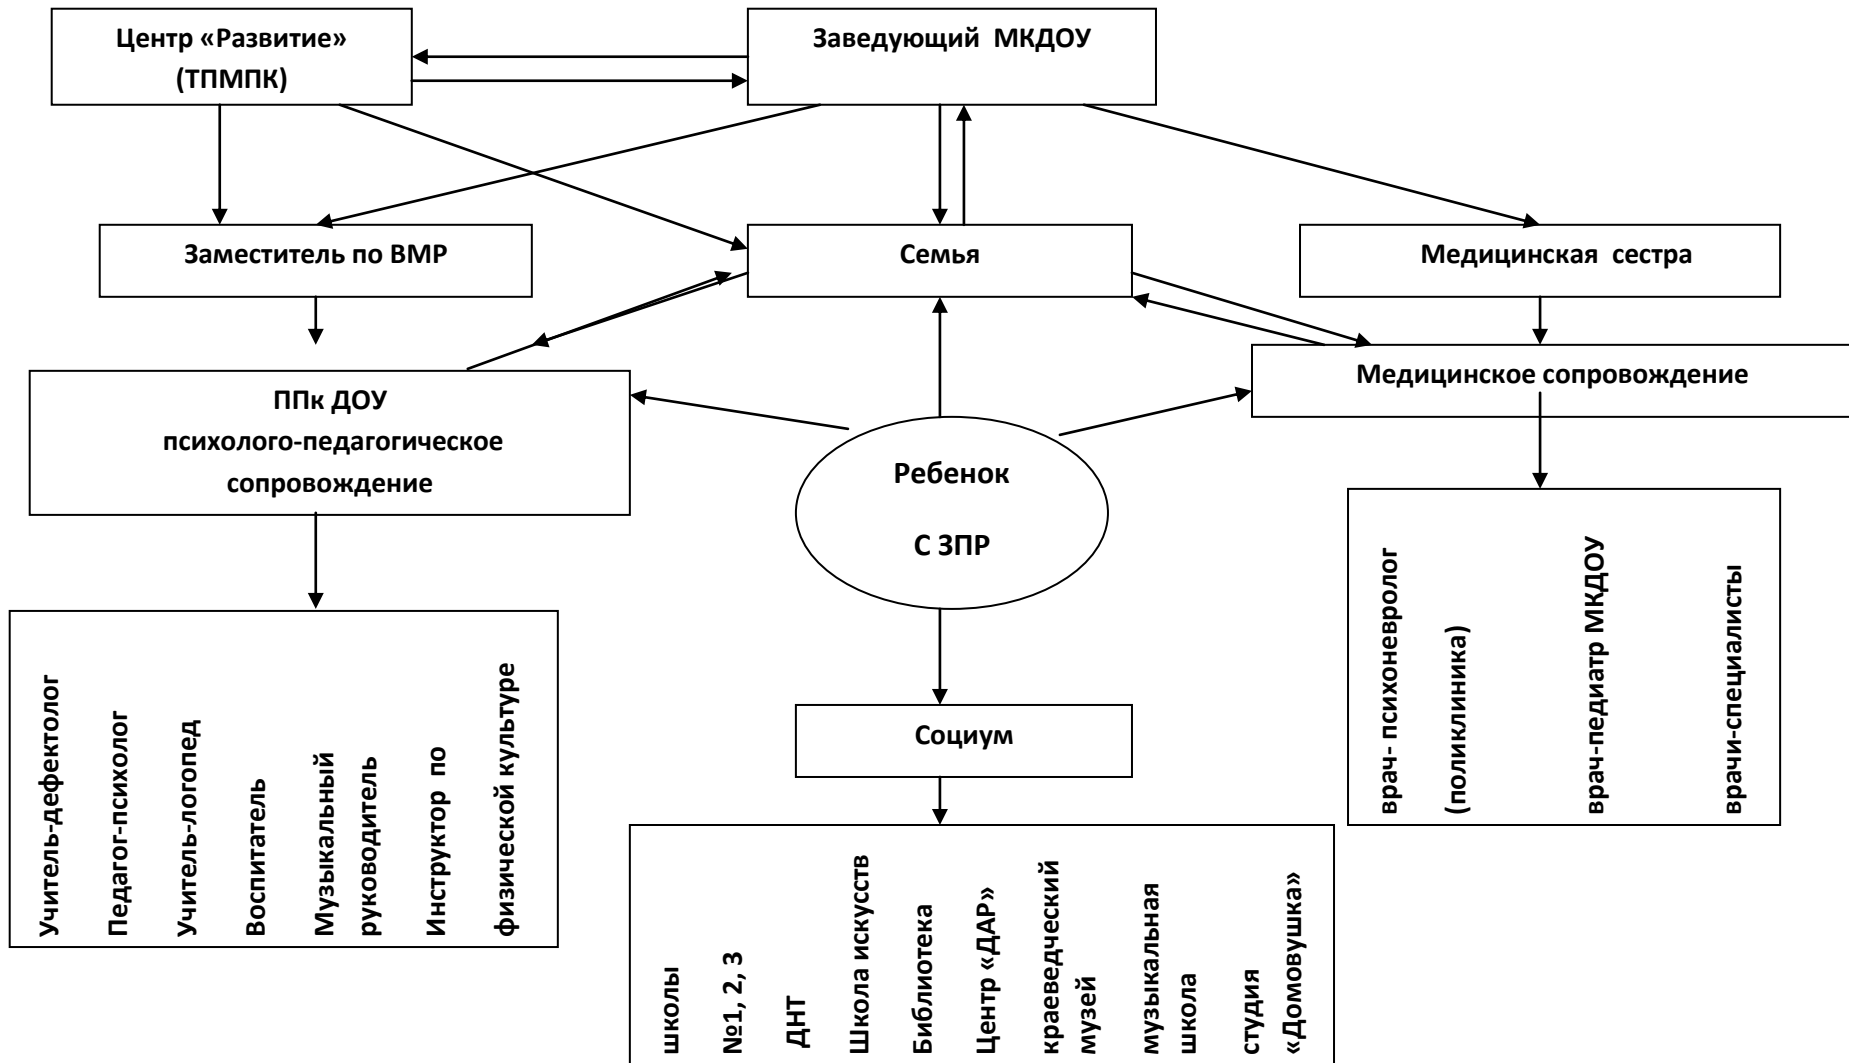 Центр «Развитие»
(ТПМПК)
Заведующий МКДОУ
Заместитель по ВМР
Семья
Медицинская сестра
ППк ДОУ
психолого-педагогическое
сопровождение
Медицинское сопровождение
Ребенок
С ЗПР
Социум
Учитель-дефектолог
Педагог-психолог
Учитель-логопед
Воспитатель
Музыкальный
руководитель
Инструктор по
физической культуре
школы
№1, 2, 3
ДНТ
Школа искусств
Библиотека
Центр «ДАР»
краеведческий
музей
музыкальная
школа
студия
«Домовушка»
врач- психоневролог
(поликлиника)
врач-педиатр МКДОУ
врачи-специалисты